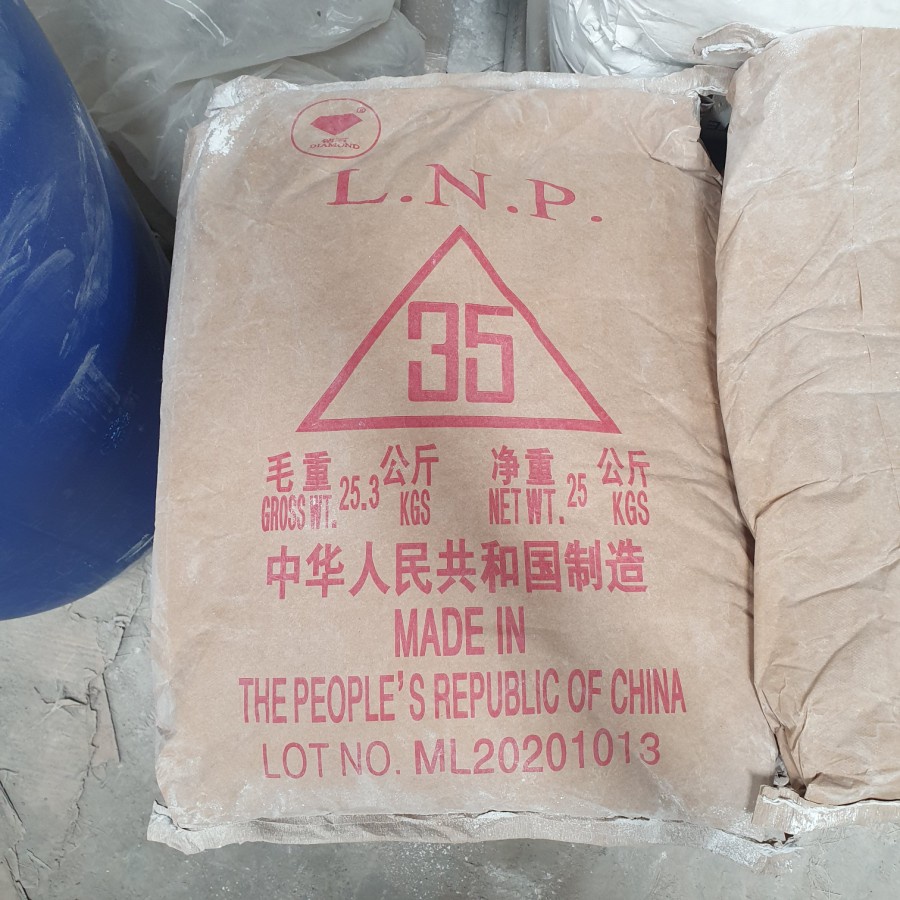 ®
DIAMOND
L.N.P.
35
毛重 25.3 公斤 净重 25 公斤
GROSS WT. KGS NET WT. KGS
中华人民共和国制造
MADE IN
THE PEOPLE'S REPUBLIC OF CHINA
LOT NO. ML20201013